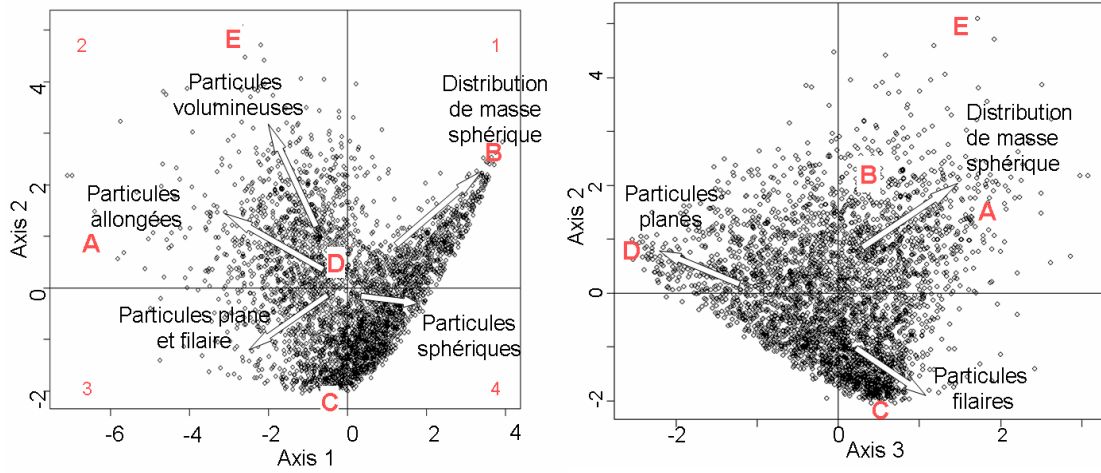 2
E
1
Particules
volumineuses
Distribution
de masse
sphérique
B
Particules
allongées
A
D
Particules plane
et filaire
Particules
sphériques
3
C
4
Axis 2
4
2
0
-2
-6
-4
-2
0
2
4
Axis 1
E
Distribution
de masse
sphérique
B
Particules
planes
A
D
Particules
filaires
C
Axis 2
4
2
0
-2
-2
0
2
Axis 3